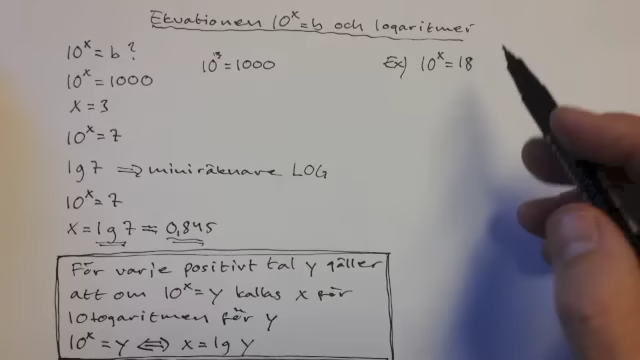 Ekvationen 10^x = b och logaritmer
10^x = b ?
10^x = 1000
x = 3
10^x = 7
lg 7 => miniräknare LOG
10^x = 7
x = lg 7 ≈ 0,845
10^3 = 1000
Ex) 10^x = 18
För varje positivt tal y gäller
att om 10^x = y kallas x för
10logaritmen för y
10^x = y <=> x = lg y